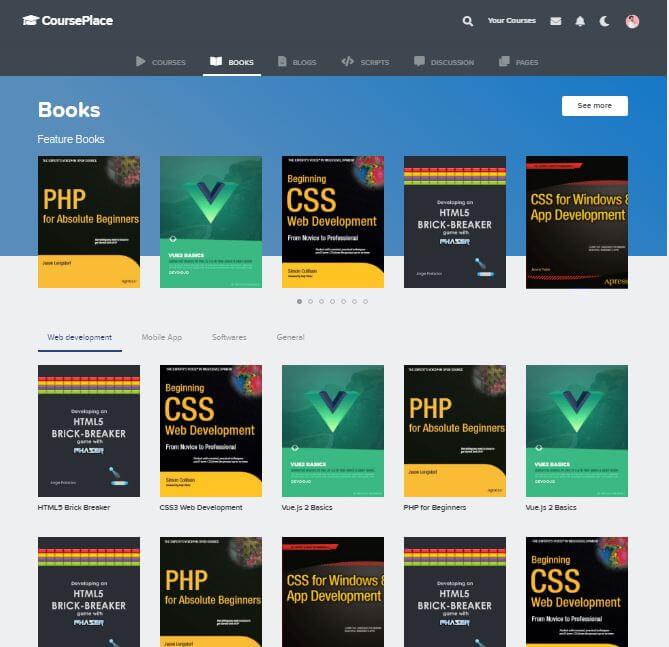 CoursePlace
Your Courses
COURSES
BOOKS
BLOGS
SCRIPTS
DISCUSSION
PAGES
Books
See more
Feature Books
THE EXPERT'S VOICE® IN OPEN SOURCE
PHP
for Absolute Beginners
Jason Lengstorf
Apress
VUE2 BASICS
DEVDOJO
THE EXPERT'S VOICE® IN WEB DEVELOPMENT
Beginning
CSS
Web Development
From Novice to Professional
Simon Collison
Developing an
HTML5
BRICK-BREAKER
game with
PHASER
CSS for Windows 8
App Development
Apress
Web development
Mobile App
Softwares
General
Developing an
HTML5
BRICK-BREAKER
game with
PHASER
HTML5 Breaker
THE EXPERT'S VOICE® IN WEB DEVELOPMENT
Beginning
CSS
Web Development
From Novice to Professional
Simon Collison
CSS3 Web Development
VUE2 BASICS
DEVDOJO
Vue.js 2 Basics
THE EXPERT'S VOICE® IN OPEN SOURCE
PHP
for Absolute Beginners
Jason Lengstorf
Apress
PHP for Beginners
VUE2 BASICS
DEVDOJO
Vue.js 2 Basics
Developing an
HTML5
BRICK-BREAKER
game with
PHASER
THE EXPERT'S VOICE® IN OPEN SOURCE
PHP
for Absolute Beginners
Jason Lengstorf
CSS for Windows 8
App Development
Developing an
HTML5
BRICK-BREAKER
game with
PHASER
THE EXPERT'S VOICE® IN WEB DEVELOPMENT
Beginning
CSS
Web Development
From Novice to Professional